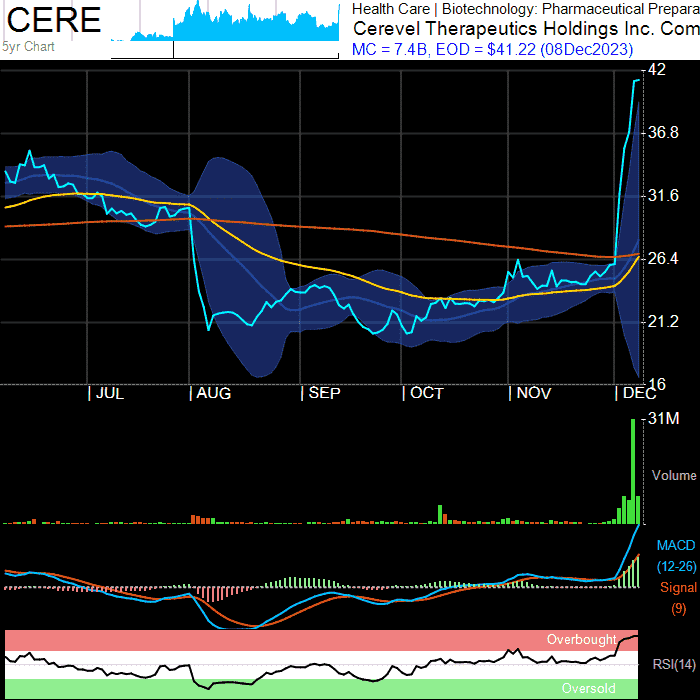 CERE
5yr Chart
Health Care | Biotechnology: Pharmaceutical Prepara
Cerevel Therapeutics Holdings Inc. Com
MC = 7.4B, EOD = $41.22 (08Dec2023)
42
36.8
31.6
26.4
21.2
16
JUL AUG SEP OCT NOV DEC
31M
Volume
MACD
(12-26)
Signal
(9)
Overbought
RSI(14)
Oversold